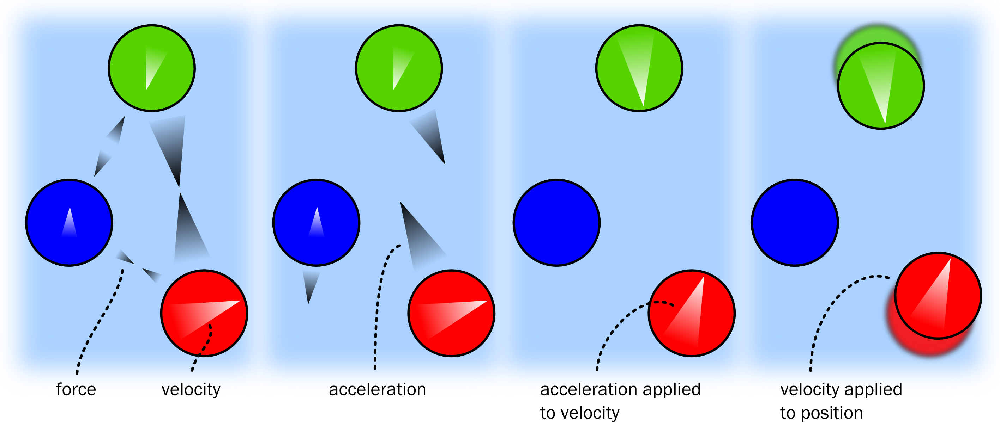 force
velocity
acceleration
acceleration applied
to velocity
velocity applied
to position